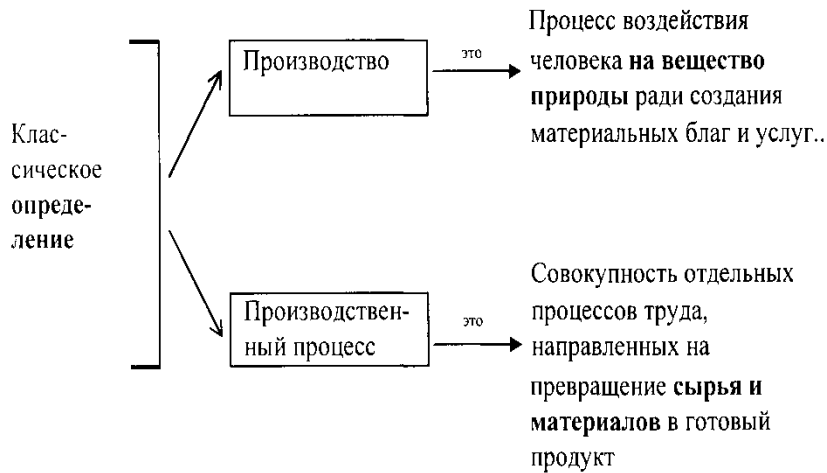 Клас-
сическое
опреде-
ление
Производство
это
Процесс воздействия
человека на вещество
природы ради создания
материальных благ и услуг..
Производствен-
ный процесс
это
Совокупность отдельных
процессов труда,
направленных на
превращение сырья и
материалов в готовый
продукт